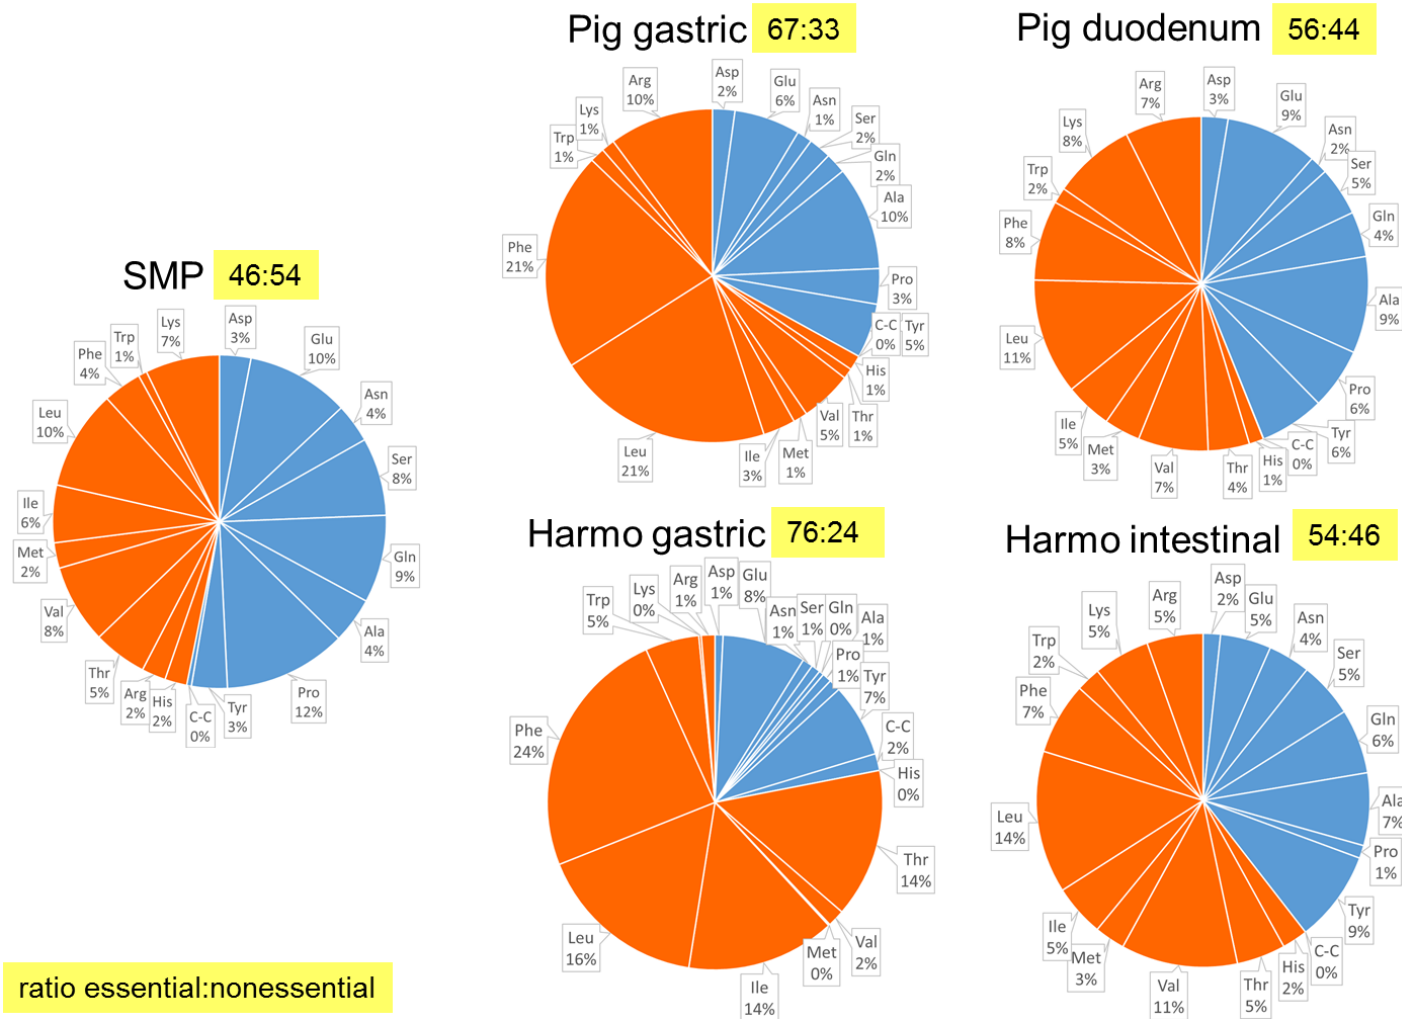 Pig gastric 67:33
Asp
2%
Glu
6%
Asn
1%
Ser
2%
Gln
2%
Ala
10%
Pro
3%
Tyr
5%
C-C
0%
His
1%
Thr
1%
Val
5%
Met
1%
Ile
3%
Leu
21%
Phe
21%
Trp
1%
Lys
1%
Arg
10%
Pig duodenum 56:44
Asp
3%
Glu
9%
Asn
2%
Ser
5%
Gln
4%
Ala
9%
Pro
6%
Tyr
6%
C-C
0%
His
1%
Thr
4%
Val
7%
Met
3%
Ile
5%
Leu
11%
Phe
8%
Trp
2%
Lys
8%
Arg
7%
SMP 46:54
Asp
3%
Glu
10%
Asn
4%
Ser
8%
Gln
9%
Ala
4%
Pro
12%
Tyr
3%
C-C
0%
His
2%
Arg
2%
Thr
5%
Val
8%
Met
2%
Ile
6%
Leu
10%
Phe
4%
Trp
1%
Lys
7%
Harmo gastric 76:24
Asp
1%
Glu
8%
Asn
1%
Ser
1%
Gln
0%
Ala
1%
Pro
1%
Tyr
7%
C-C
2%
His
0%
Thr
14%
Val
2%
Met
0%
Ile
14%
Leu
16%
Phe
24%
Trp
5%
Lys
0%
Arg
1%
Harmo intestinal 54:46
Asp
2%
Glu
5%
Asn
4%
Ser
5%
Gln
6%
Ala
7%
Pro
1%
Tyr
9%
C-C
0%
His
2%
Thr
5%
Val
11%
Met
3%
Ile
5%
Leu
14%
Phe
7%
Trp
2%
Lys
5%
Arg
5%
ratio essential:nonessential